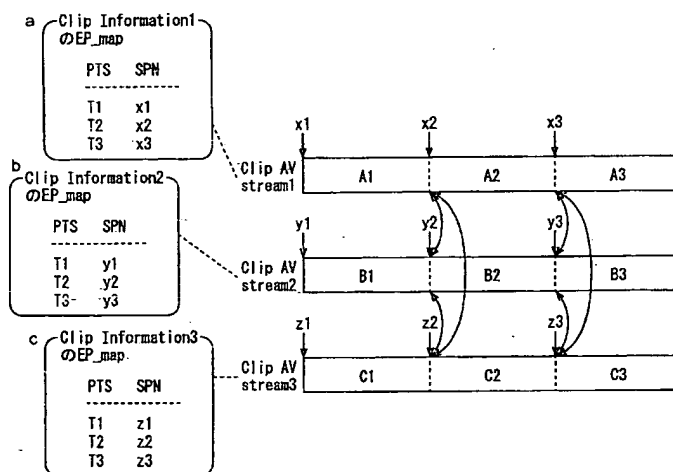 a
Clip Information1
のEP_map
PTS SPN
T1 x1
T2 x2
T3 x3
b
Clip Information2
のEP_map
PTS SPN
T1 y1
T2 y2
T3 y3
c
Clip Information3
のEP_map
PTS SPN
T1 z1
T2 z2
T3 z3
x1 x2 x3
Clip AV
stream1
A1 A2 A3
y1 y2 y3
Clip AV
stream2
B1 B2 B3
z1 z2 z3
Clip AV
stream3
C1 C2 C3